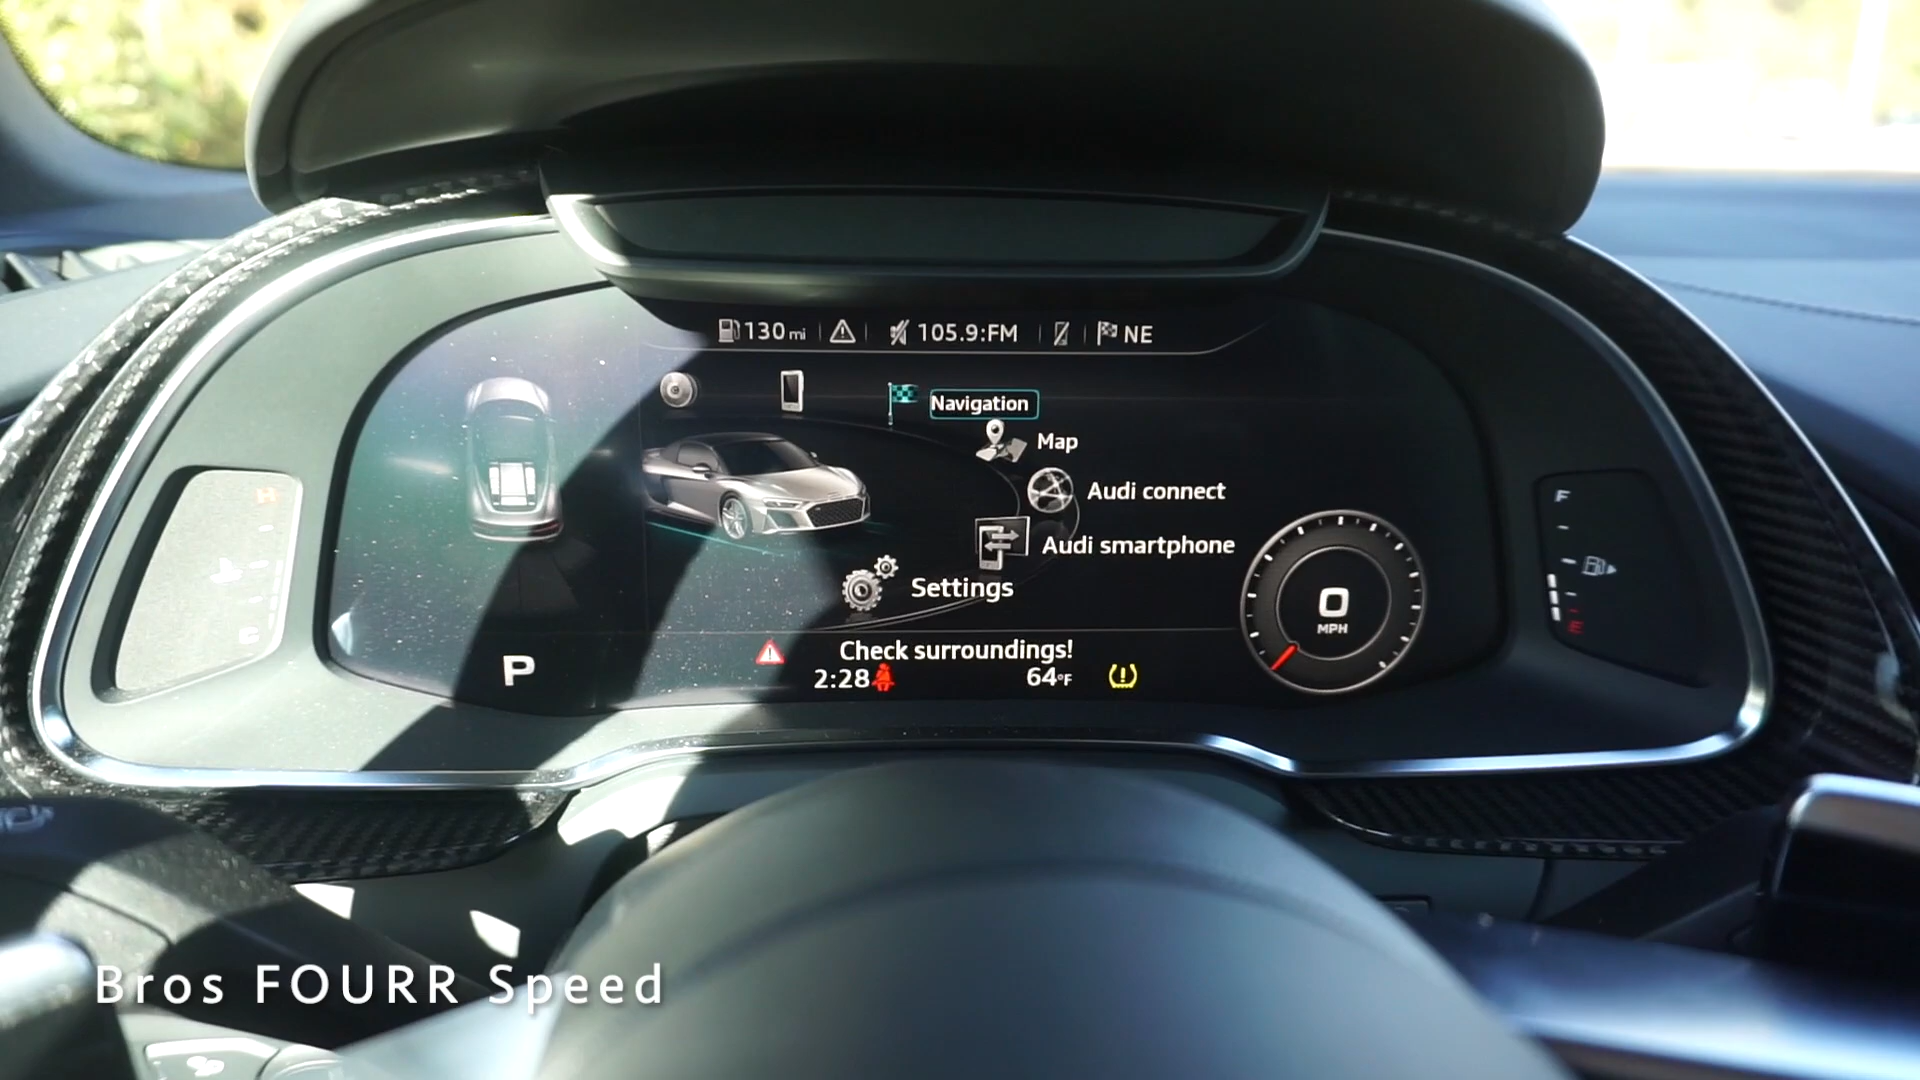 130 mi 105.9:FM NE
Navigation
Map
Audi connect
Audi smartphone
Settings
0
MPH
Check surroundings!
2:28 64°F
P
H
C
F
E
Bros FOURR Speed